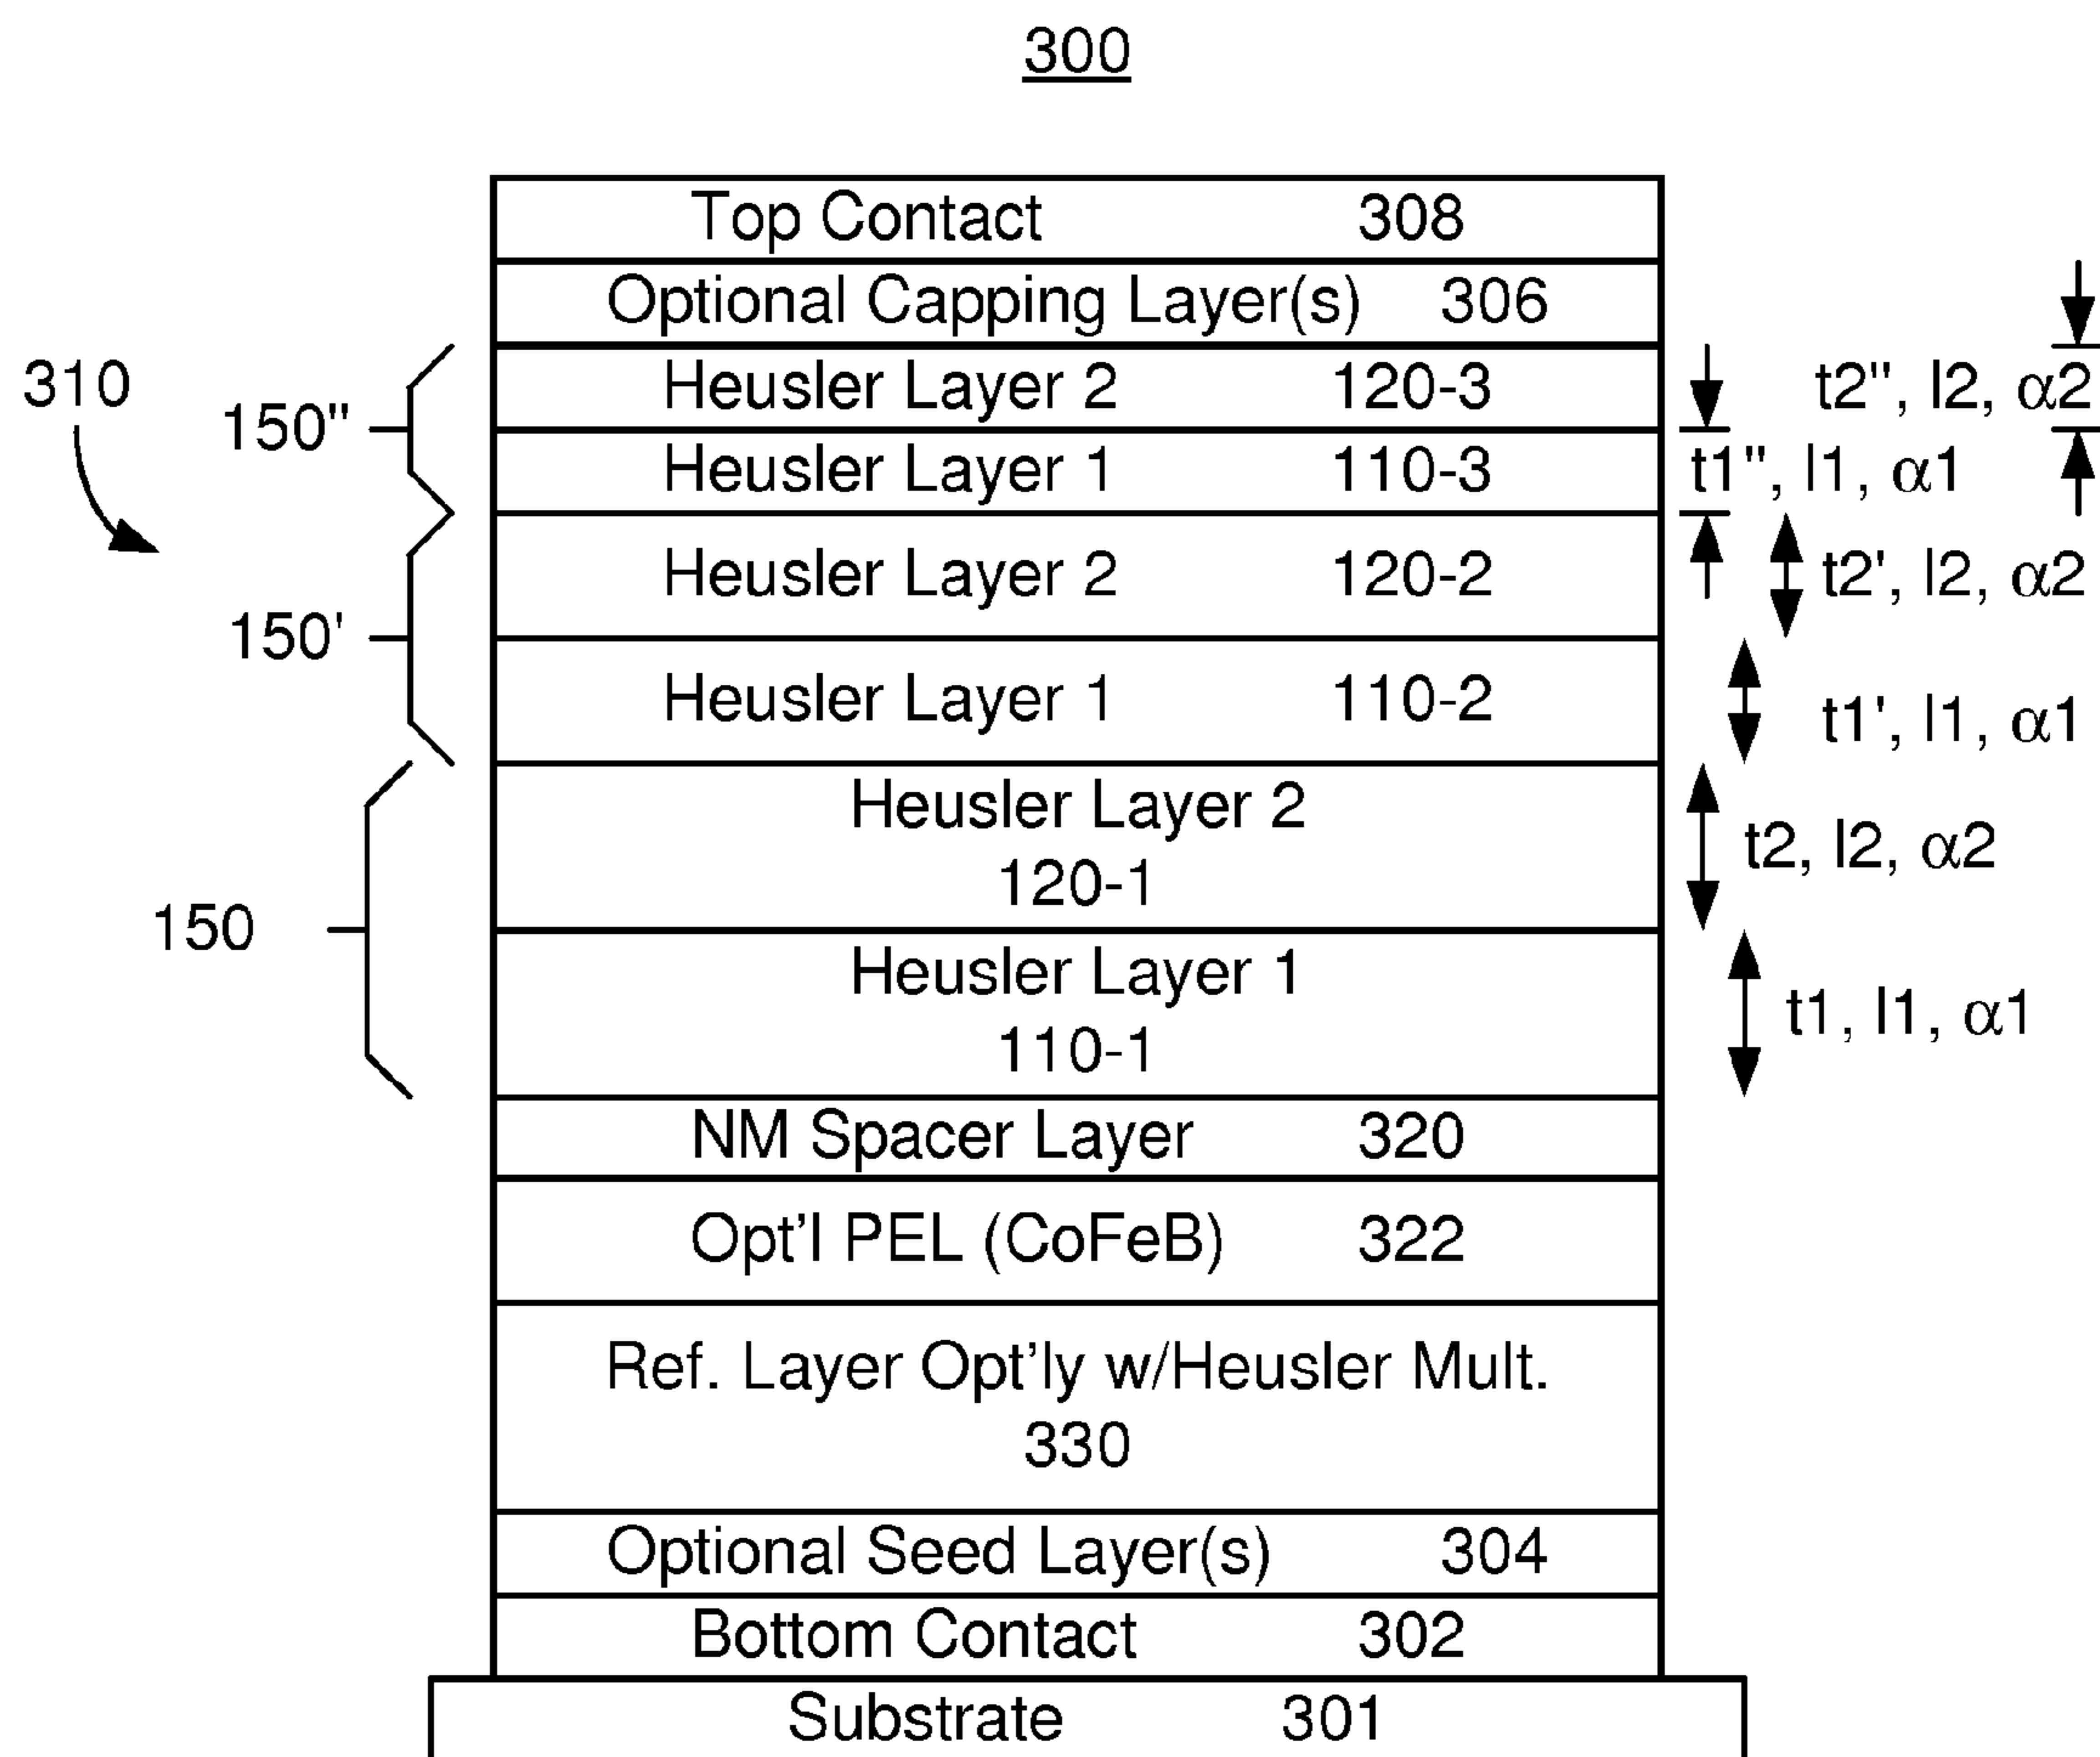 300
Top Contact 308
Optional Capping Layer(s) 306
Heusler Layer 2 120-3
t2", l2, α2
310
150"
Heusler Layer 1 110-3
t1", l1, α1
Heusler Layer 2 120-2
t2', l2, α2
150'
Heusler Layer 1 110-2
t1', l1, α1
Heusler Layer 2
120-1
t2, l2, α2
150
Heusler Layer 1
110-1
t1, l1, α1
NM Spacer Layer 320
Opt'l PEL (CoFeB) 322
Ref. Layer Opt'ly w/Heusler Mult.
330
Optional Seed Layer(s) 304
Bottom Contact 302
Substrate 301